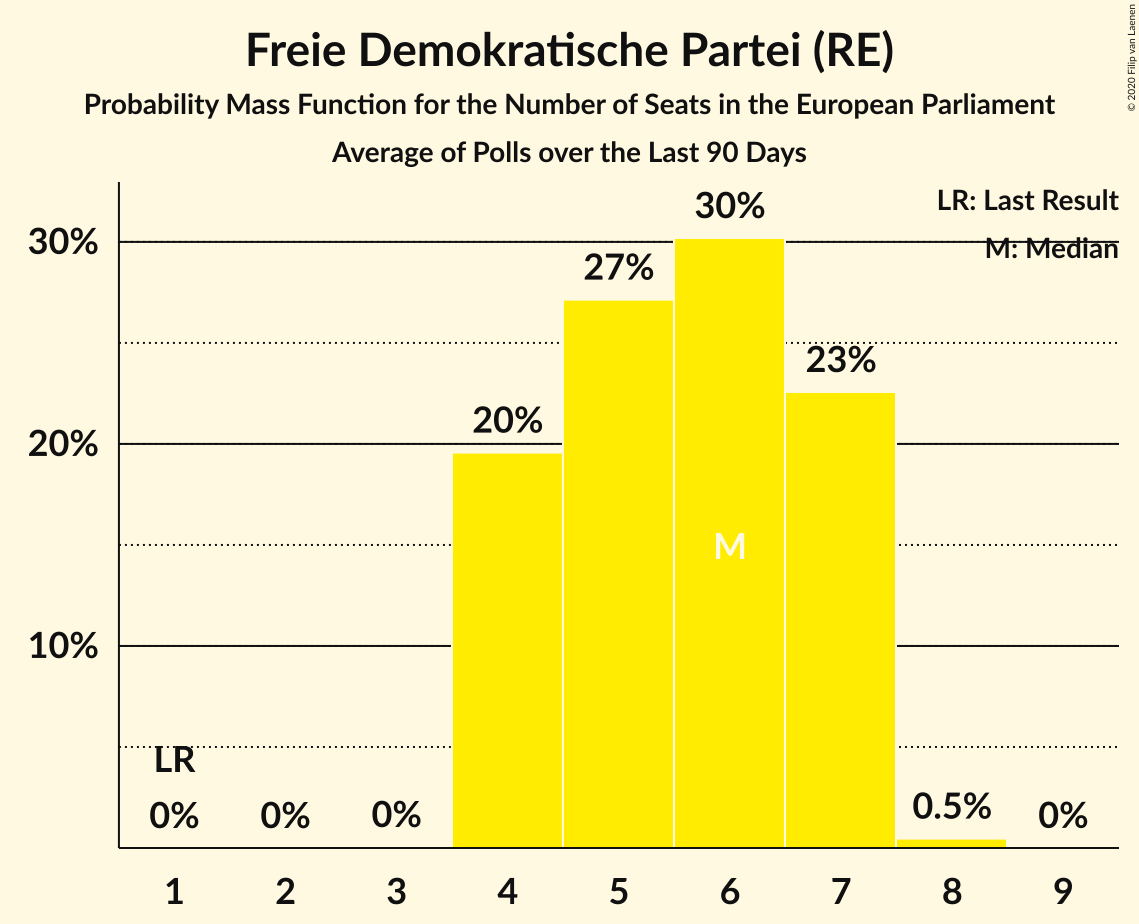 Freie Demokratische Partei (RE)
Probability Mass Function for the Number of Seats in the European Parliament
Average of Polls over the Last 90 Days
© 2020 Filip van Laenen
LR: Last Result
M: Median
30%
20%
10%
0%
0%
0%
20%
27%
30%
23%
0.5%
0%
LR
M
1 2 3 4 5 6 7 8 9